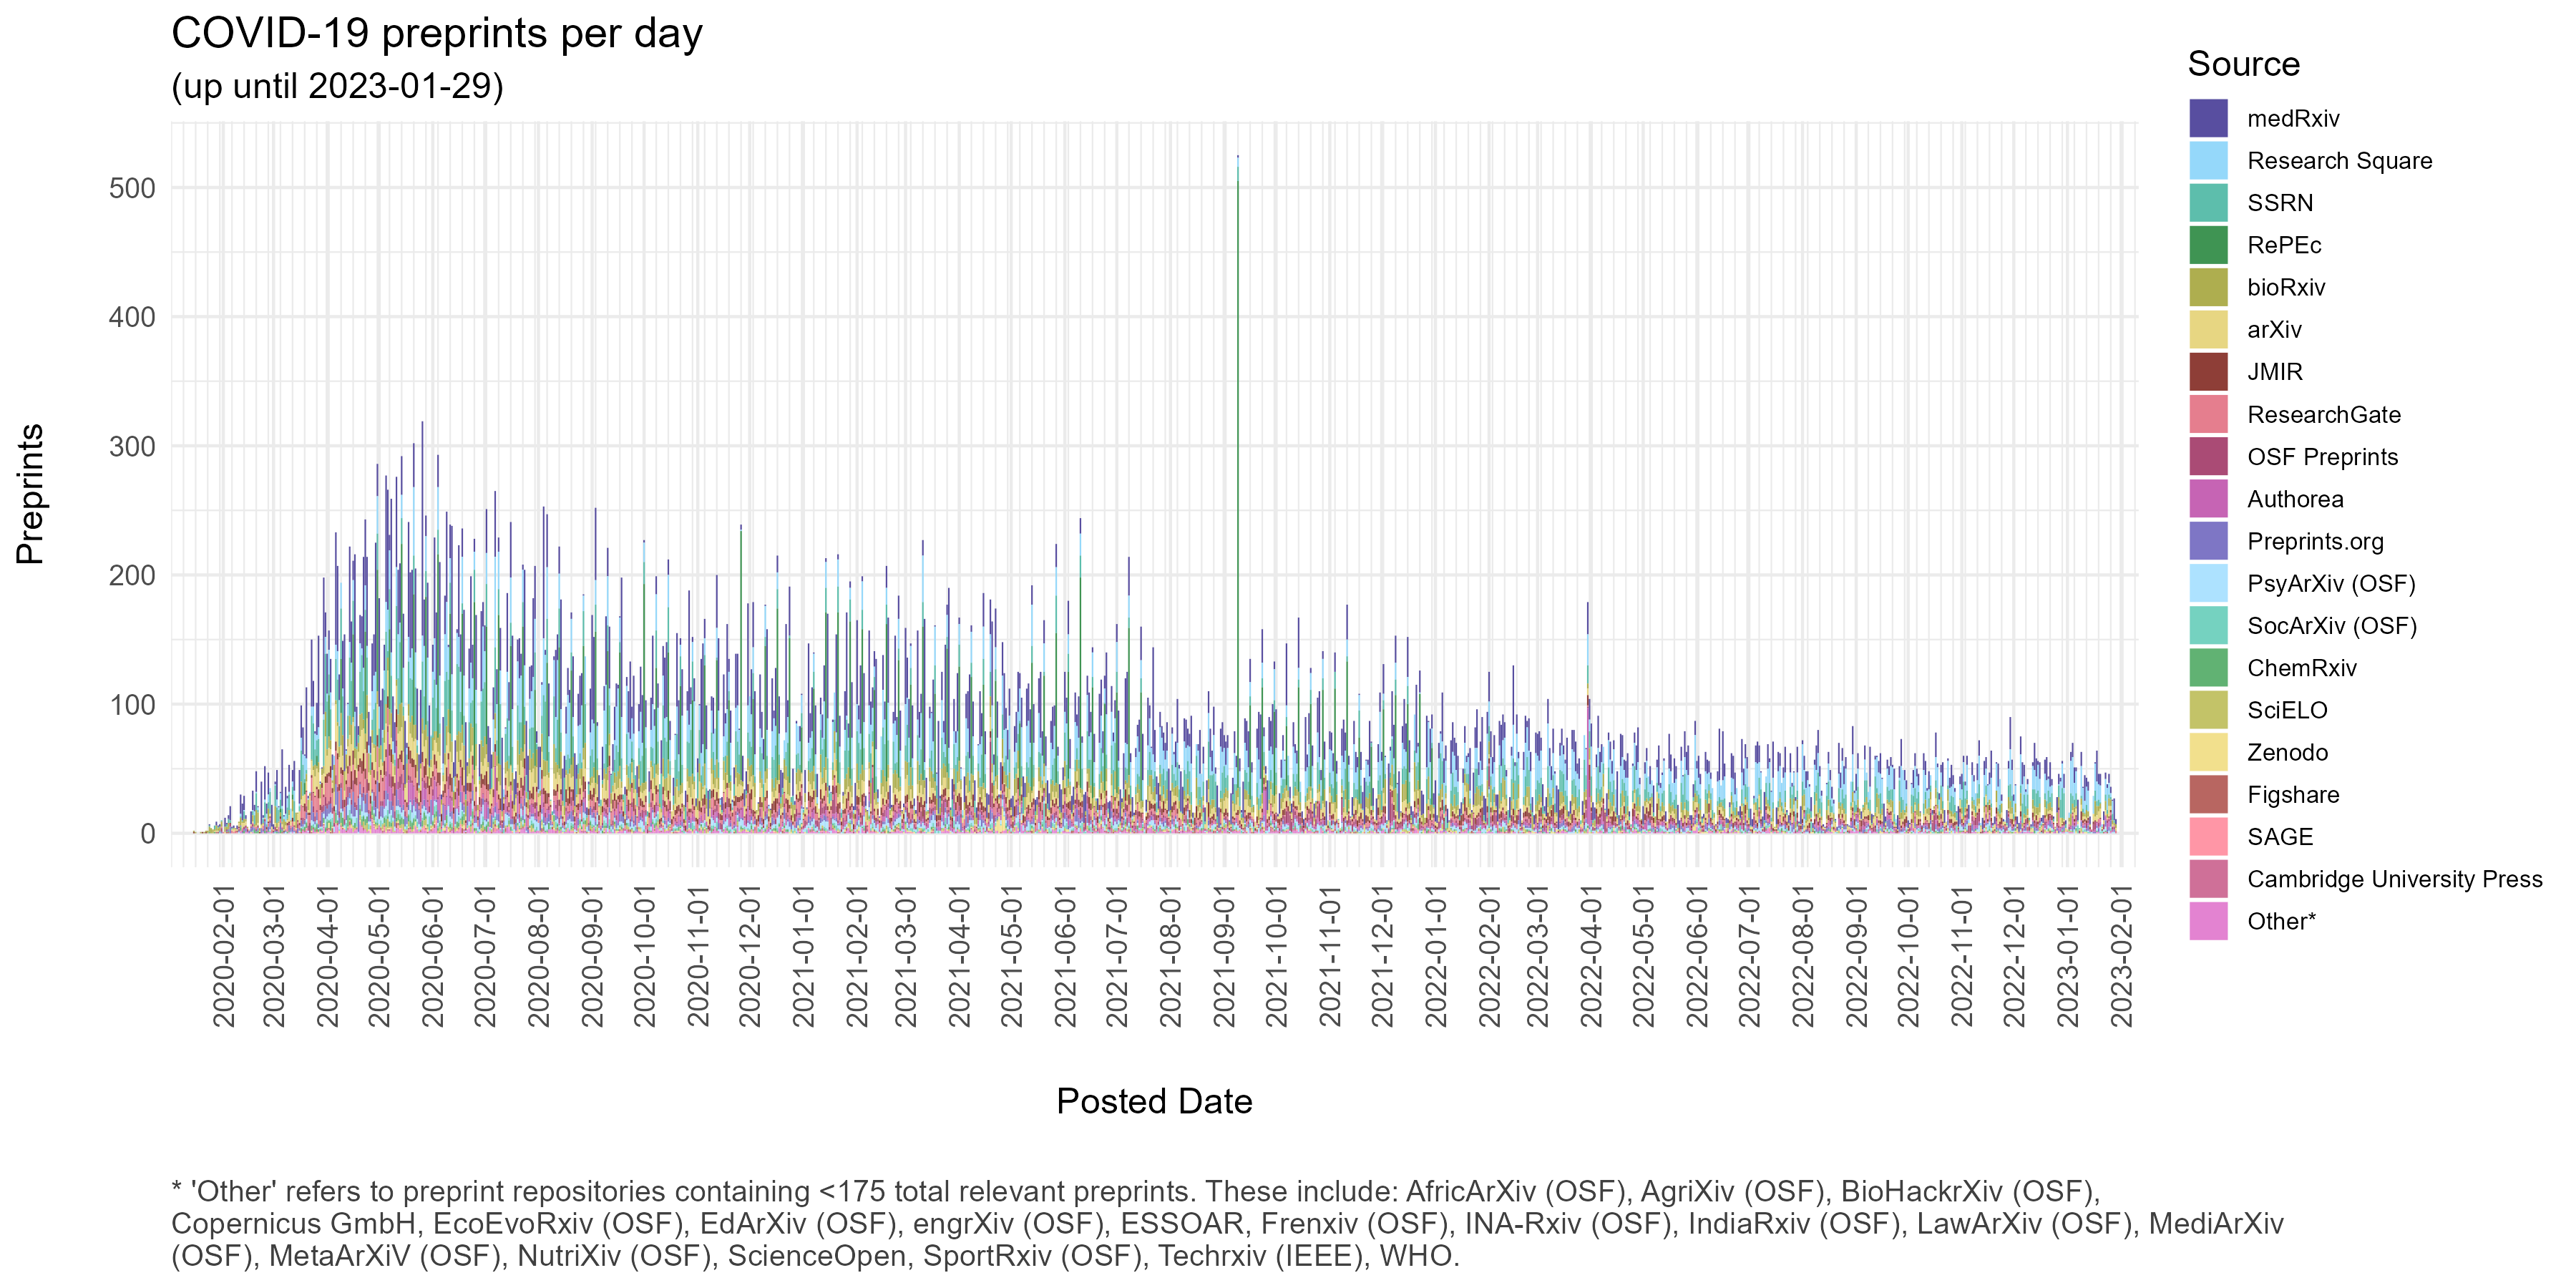 COVID-19 preprints per day
(up until 2023-01-29)
Preprints
500
400
300
200
100
0
2020-02-01
2020-03-01
2020-04-01
2020-05-01
2020-06-01
2020-07-01
2020-08-01
2020-09-01
2020-10-01
2020-11-01
2020-12-01
2021-01-01
2021-02-01
2021-03-01
2021-04-01
2021-05-01
2021-06-01
2021-07-01
2021-08-01
2021-09-01
2021-10-01
2021-11-01
2021-12-01
2022-01-01
2022-02-01
2022-03-01
2022-04-01
2022-05-01
2022-06-01
2022-07-01
2022-08-01
2022-09-01
2022-10-01
2022-11-01
2022-12-01
2023-01-01
2023-02-01
Posted Date
Source
medRxiv
Research Square
SSRN
RePEc
bioRxiv
arXiv
JMIR
ResearchGate
OSF Preprints
Authorea
Preprints.org
PsyArXiv (OSF)
SocArXiv (OSF)
ChemRxiv
SciELO
Zenodo
Figshare
SAGE
Cambridge University Press
Other*
* 'Other' refers to preprint repositories containing <175 total relevant preprints. These include: AfricArXiv (OSF), AgriXiv (OSF), BioHackrXiv (OSF),
Copernicus GmbH, EcoEvoRxiv (OSF), EdArXiv (OSF), engrXiv (OSF), ESSOAR, Frenxiv (OSF), INA-Rxiv (OSF), IndiaRxiv (OSF), LawArXiv (OSF), MediArXiv
(OSF), MetaArXiV (OSF), NutriXiv (OSF), ScienceOpen, SportRxiv (OSF), Techrxiv (IEEE), WHO.